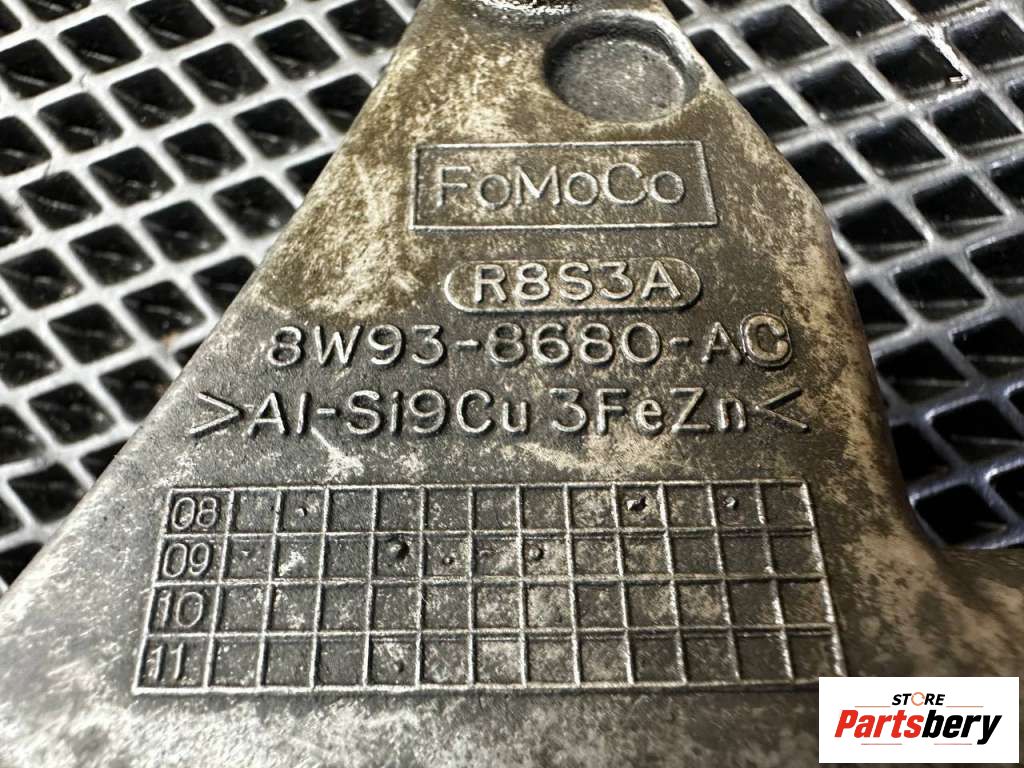 FoMoCo
R8S3A
8W93-8680-AC
>Al-Si9Cu3FeZn<
08
09
10
11
STORE
Partsbery